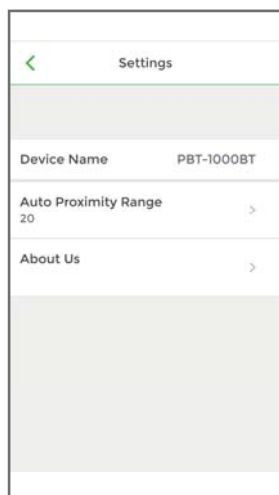 Settings
Device Name PBT-1000BT
Auto Proximity Range
20
About Us